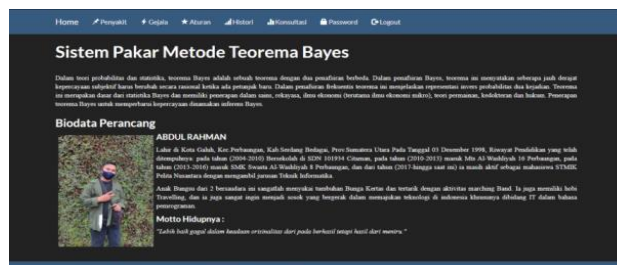 Home Penyakit Gejala Aturan Histori Konsultasi Password Logout
Sistem Pakar Metode Teorema Bayes
Dalam teori probabilitas dan statistika, teorema Bayes adalah sebuah teorema dengan dua penafsiran berbeda. Dalam penafsiran Bayes, teorema ini menyatakan seberapa jauh derajat
kepercayaan subjektif harus berubah secara rasional ketika ada petunjuk baru. Dalam penafsiran frekuentis teorema ini menjelaskan representasi invers probabilitas dua kejadian. Teorema
ini merupakan dasar dari statistika Bayes dan memiliki penerapan dalam sains, rekayasa, ilmu ekonomi (terutama ilmu ekonomi mikro), teori permainan, kedokteran dan hukum. Penerapan
teorema Bayes untuk memperbarui kepercayaan dinamakan inferens Bayes.
Biodata Perancang
ABDUL RAHMAN
Lahir di Kota Galuh, Kec.Perbaungan, Kab Serdang Bedagai, Prov.Sumatera Utara Pada Tanggal 03 Desember 1998, Riwayat Pendidikan yang telah
ditempuhnya: pada tahun (2004-2010) Bersekolah di SDN 101934 Citaman, pada tahun (2010-2013) masuk Mts Al-Washliyah 16 Perbaungan, pada
tahun (2013-2016) masuk SMK Swasta Al-Washliyah 8 Perbaungan, dan dari tahun (2017-hingga saat ini) ia masih aktif sebagai mahasiswa STMIK
Pelita Nusantara dengan mengambil jurusan Teknik Informatika.
Anak Bungsu dari 2 bersaudara ini sangatlah menyukai tumbuhan Bunga Kertas dan tertarik dengan aktivitas marching Band. Ia juga memiliki hobi
Travelling, dan ia juga sangat ingin menjadi sosok yang bergerak dalam memajukan teknologi di indonesia khususnya dibidang IT dalam bahasa
pemrograman.
Motto Hidupnya :
"Lebih baik gagal dalam keadaan orisinalitas dari pada berhasil tetapi hasil dari meniru."